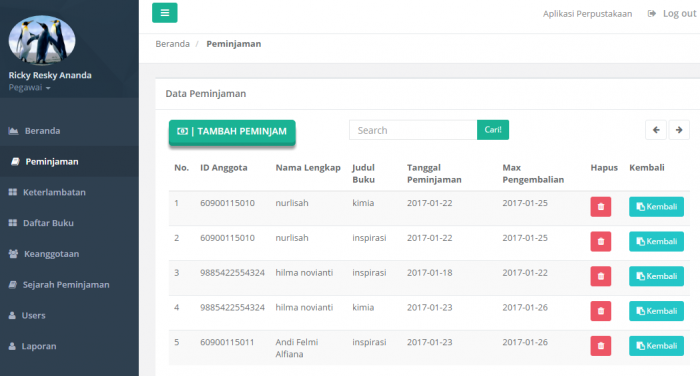 Aplikasi Perpustakaan Log out
Beranda / Peminjaman
Ricky Resky Ananda
Pegawai
Beranda
Peminjaman
Keterlambatan
Daftar Buku
Keanggotaan
Sejarah Peminjaman
Users
Laporan
Data Peminjaman
| TAMBAH PEMINJAM Search Cari!
No. ID Anggota Nama Lengkap Judul Buku Tanggal Peminjaman Max Pengembalian Hapus Kembali
1 60900115010 nurlisah kimia 2017-01-22 2017-01-25 Kembali
2 60900115010 nurlisah inspirasi 2017-01-22 2017-01-25 Kembali
3 9885422554324 hilma novianti inspirasi 2017-01-18 2017-01-22 Kembali
4 9885422554324 hilma novianti kimia 2017-01-23 2017-01-26 Kembali
5 60900115011 Andi Felmi Alfiana inspirasi 2017-01-23 2017-01-26 Kembali